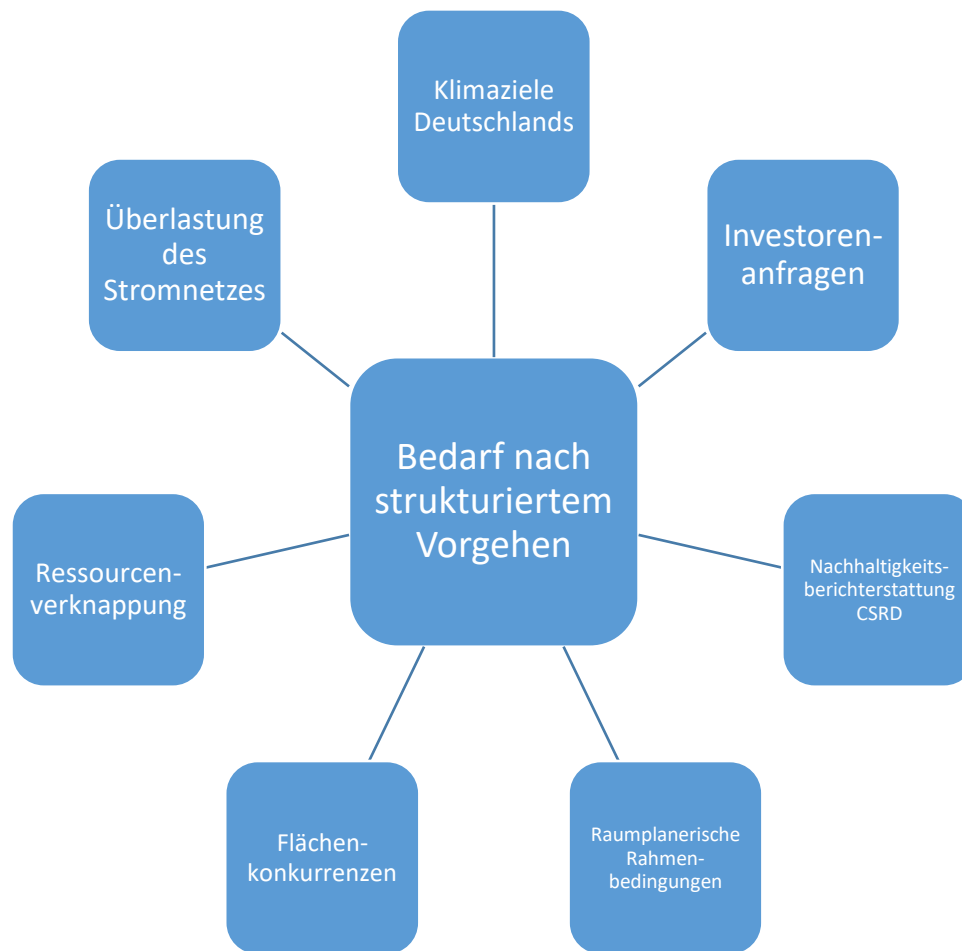 Klimaziele
Deutschlands
Überlastung
des
Stromnetzes
Investoren-
anfragen
Bedarf nach
strukturiertem
Vorgehen
Ressourcen-
verknappung
Nachhaltigkeits-
berichterstattung
CSRD
Flächen-
konkurrenzen
Raumplanerische
Rahmen-
bedingungen